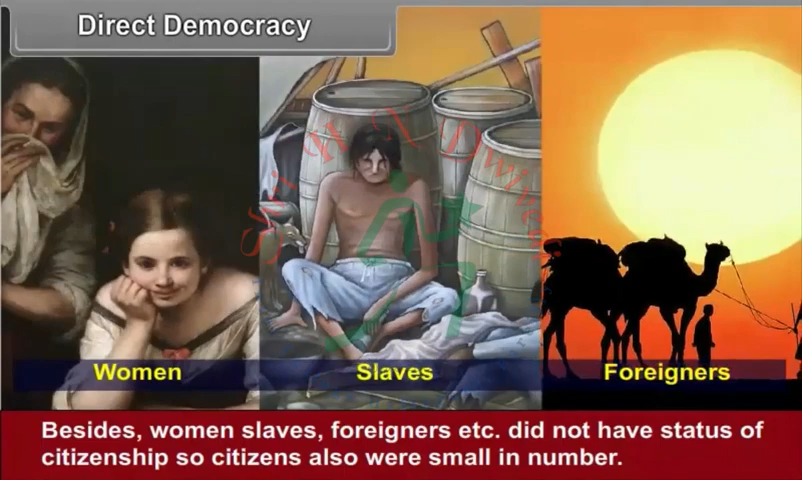 Direct Democracy
Women
Slaves
Foreigners
Besides, women slaves, foreigners etc. did not have status of
citizenship so citizens also were small in number.